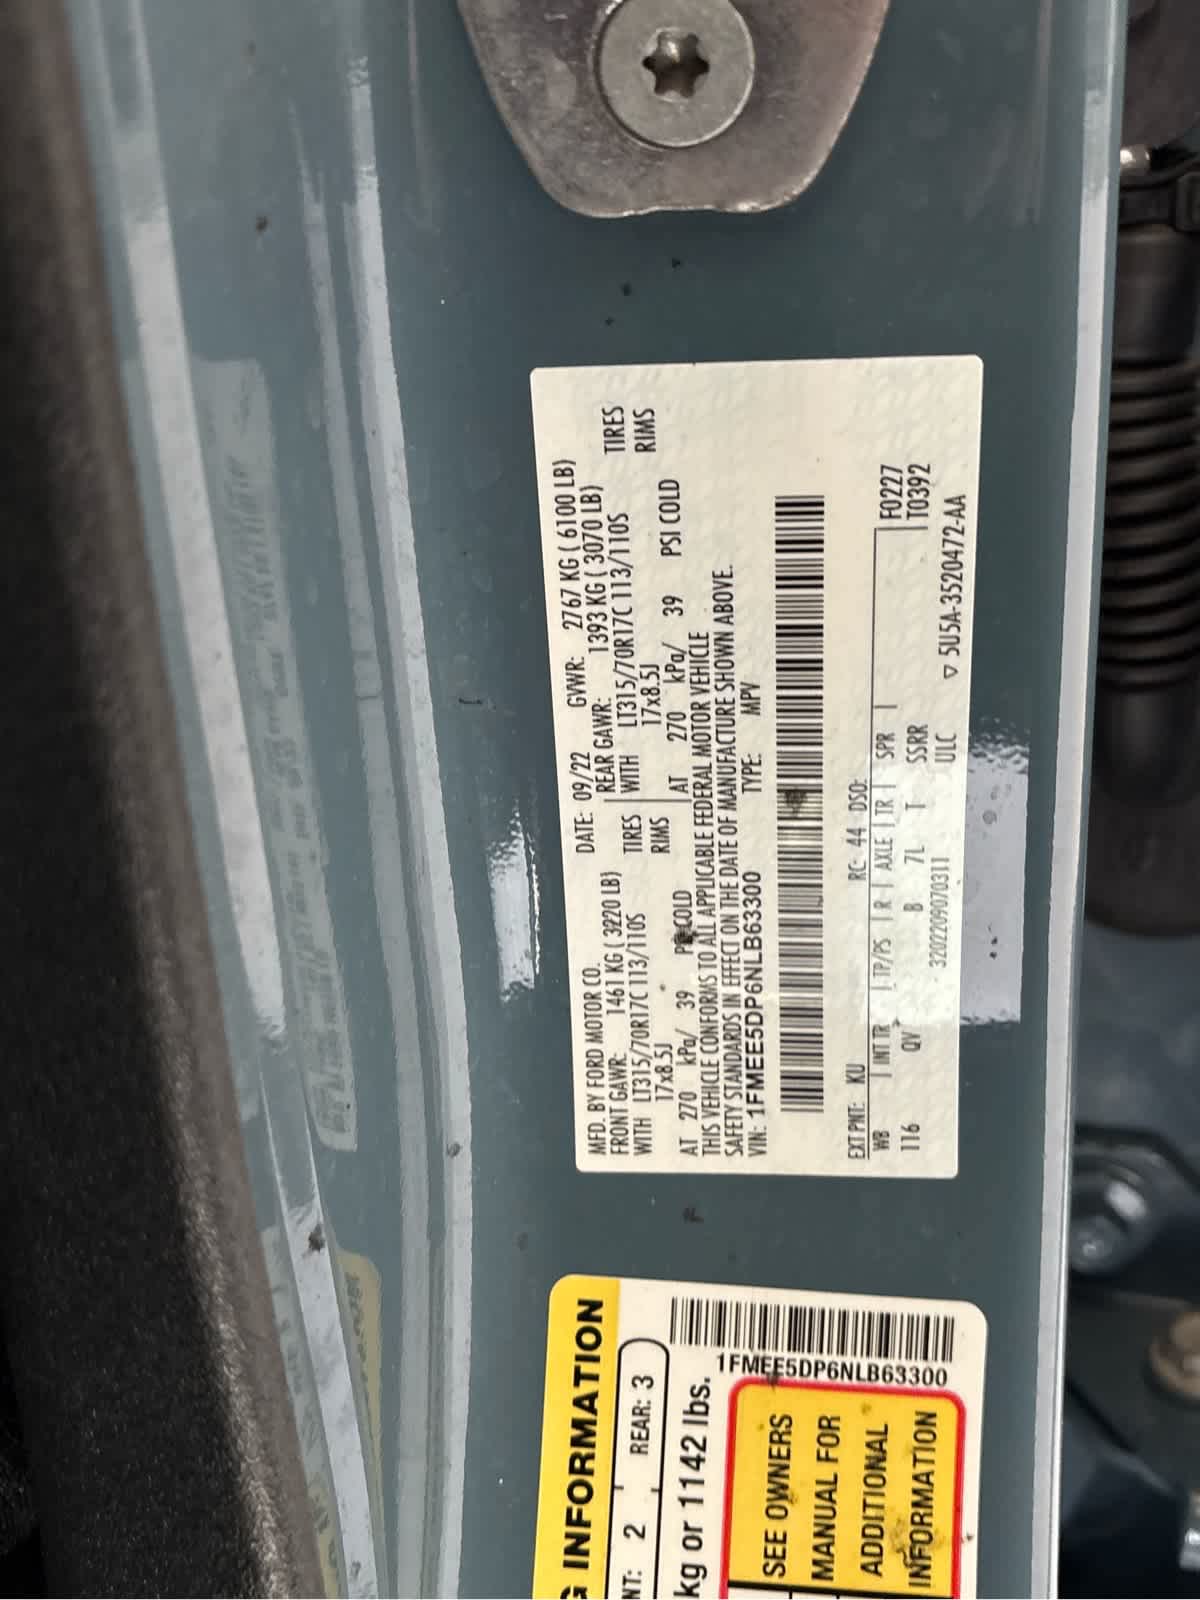 MFD. BY FORD MOTOR CO. DATE: 09/22 GVWR: 2767 KG ( 6100 LB)
FRONT GAWR: 1461 KG ( 3220 LB) REAR GAWR: 1393 KG ( 3070 LB)
WITH LT315/70R17C 113/110S TIRES WITH LT315/70R17C 113/110S TIRES
17x8.5J RIMS 17x8.5J RIMS
AT 270 kPa/ 39 PSI COLD AT 270 kPa/ 39 PSI COLD
THIS VEHICLE CONFORMS TO ALL APPLICABLE FEDERAL MOTOR VEHICLE
SAFETY STANDARDS IN EFFECT ON THE DATE OF MANUFACTURE SHOWN ABOVE.
VIN: 1FMEE5DP6NLB63300 TYPE: MPV
EXT PNT: KU RC: 44 DSO:
WB INT TR TP/PS R AXLE TR SPR F0227
116 QV B 7L T SSRR T0392
3202209070311 ULC ▽ 5U5A-3520472-AA
G INFORMATION
NT: 2 REAR: 3
kg or 1142 lbs.
1FMEE5DP6NLB63300
SEE OWNERS
MANUAL FOR
ADDITIONAL
INFORMATION